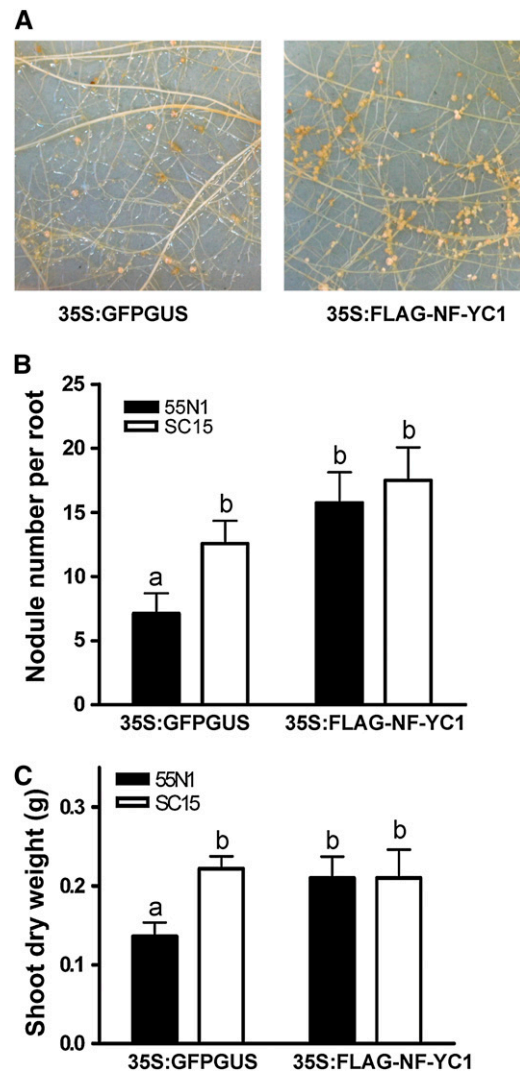 A
35S:GFPGUS 35S:FLAG-NF-YC1
B
Nodule number per root
25
20
15
10
5
0
55N1
SC15
a
b
b
b
35S:GFPGUS 35S:FLAG-NF-YC1
C
Shoot dry weight (g)
0.3
0.2
0.1
0.0
55N1
SC15
a
b
b
b
35S:GFPGUS 35S:FLAG-NF-YC1